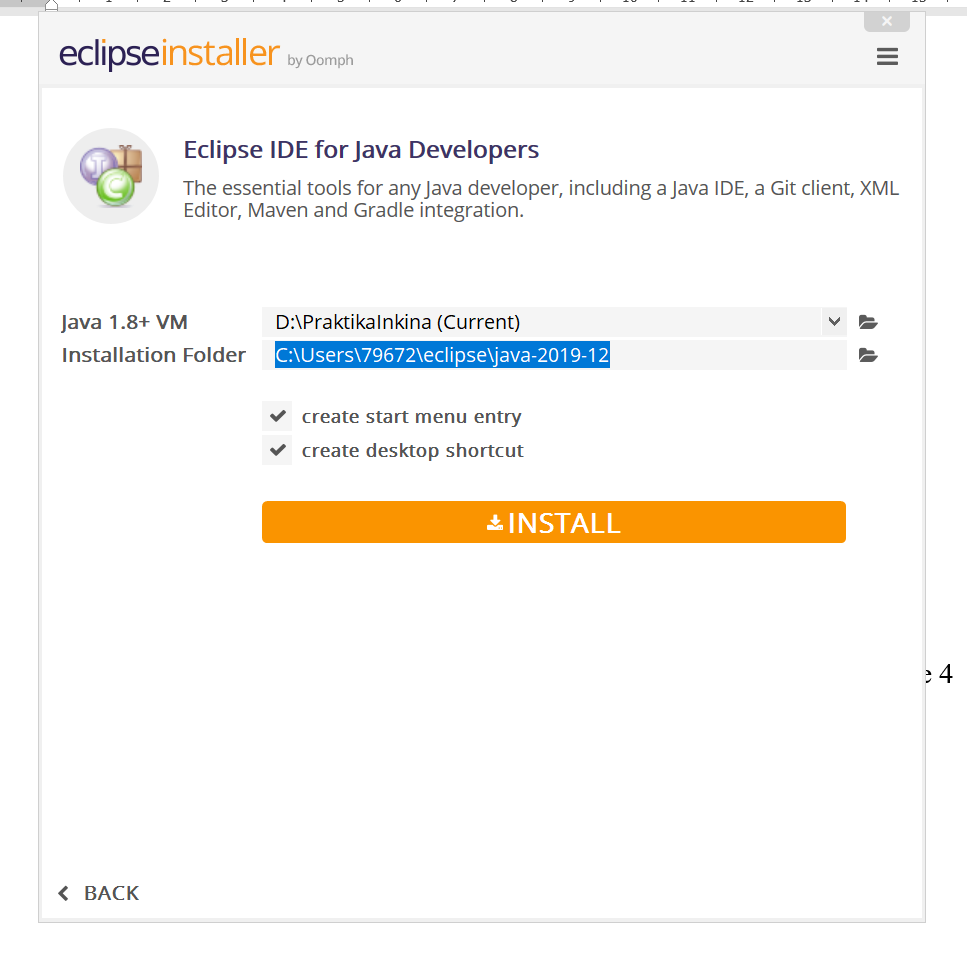 eclipseinstaller by Oomph
Eclipse IDE for Java Developers
The essential tools for any Java developer, including a Java IDE, a Git client, XML
Editor, Maven and Gradle integration.
Java 1.8+ VM
D:\PraktikaInkina (Current)
Installation Folder
C:\Users\79672\eclipse\java-2019-12
create start menu entry
create desktop shortcut
INSTALL
e 4
BACK